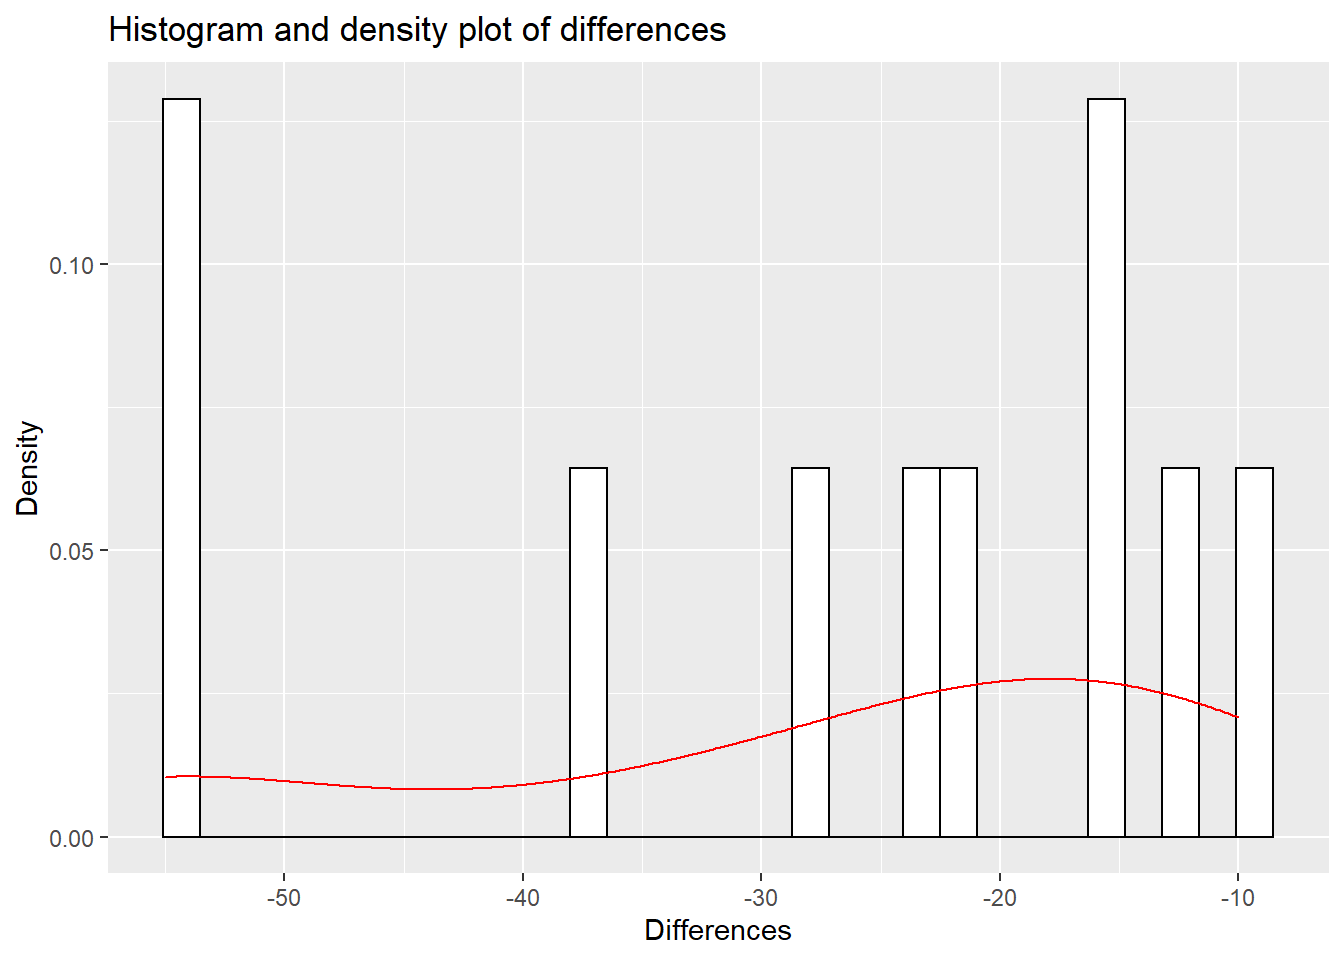 Histogram and density plot of differences
Density
0.10
0.05
0.00
-50 -40 -30 -20 -10
Differences